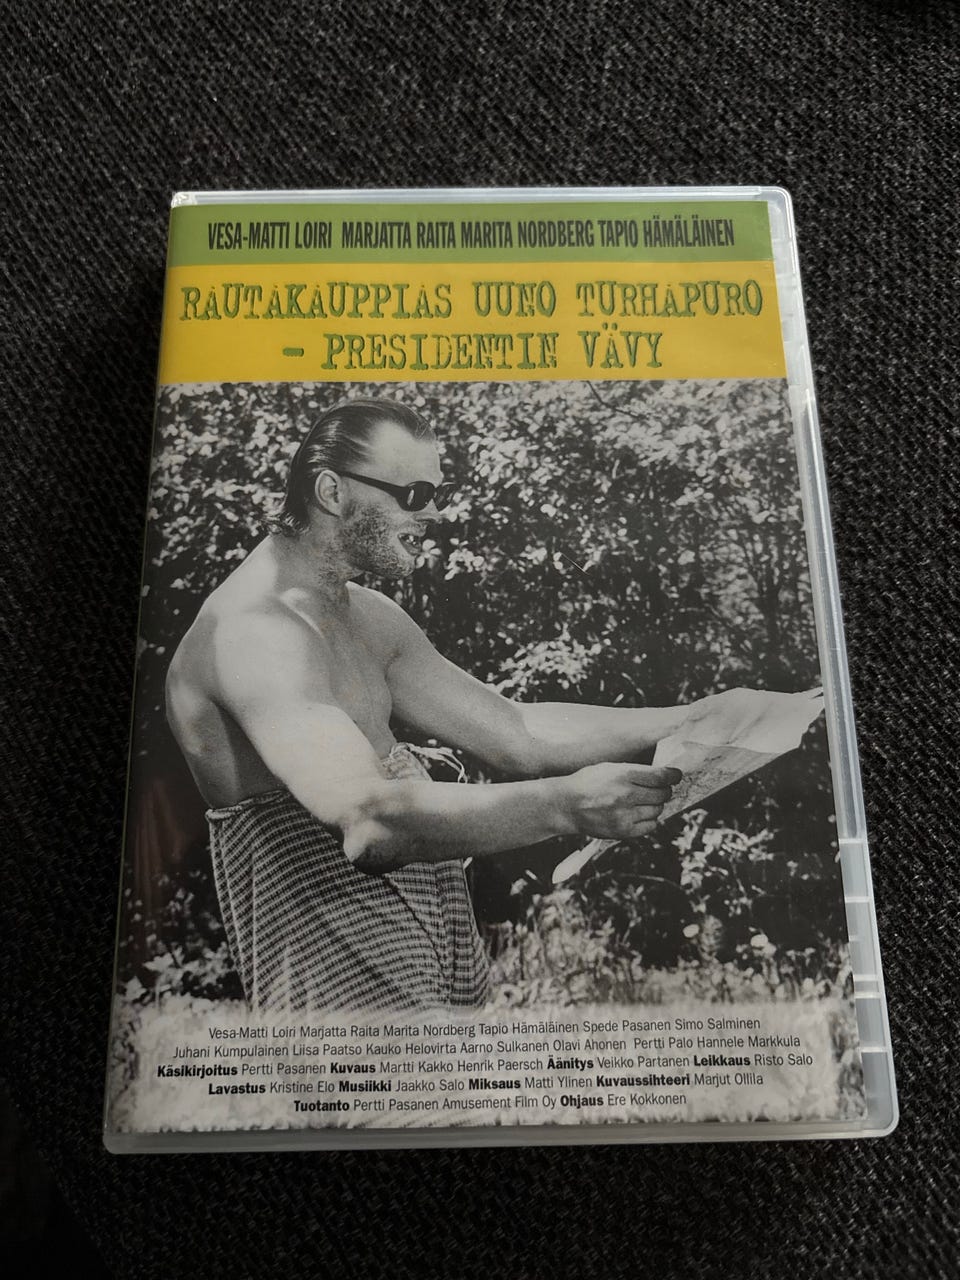 VESA-MATTI LOIRI MARJATTA RAITA MARITA NORDBERG TAPIO HÄMÄLÄINEN
RAUTAKAUPPIAS UUNO TURHAPURO
- PRESIDENTIN VÄVY
Vesa-Matti Loiri Marjatta Raita Marita Nordberg Tapio Hämäläinen Spede Pasanen Simo Salminen
Juhani Kumpulainen Liisa Paatso Kauko Helovirta Aarno Sulkanen Olavi Ahonen Pertti Palo Hannele Markkula
Käsikirjoitus Pertti Pasanen Kuvaus Martti Kakko Henrik Paersch Äänitys Veikko Partanen Leikkaus Risto Salo
Lavastus Kristine Elo Musiikki Jaakko Salo Miksaus Matti Ylinen Kuvaussihteeri Marjut Ollila
Tuotanto Pertti Pasanen Amusement Film Oy Ohjaus Ere Kokkonen